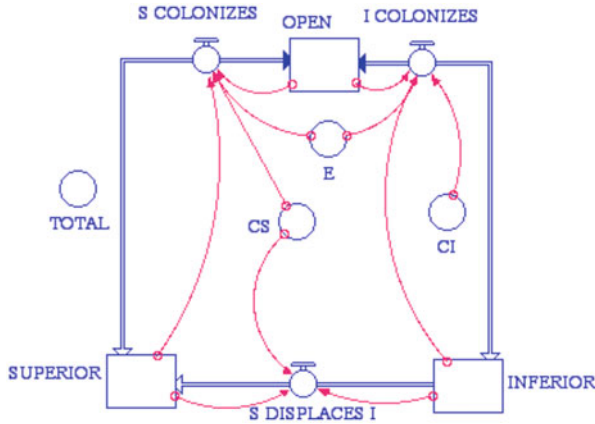 S COLONIZES
OPEN
I COLONIZES
E
TOTAL
CS
CI
SUPERIOR
INFERIOR
S DISPLACES I